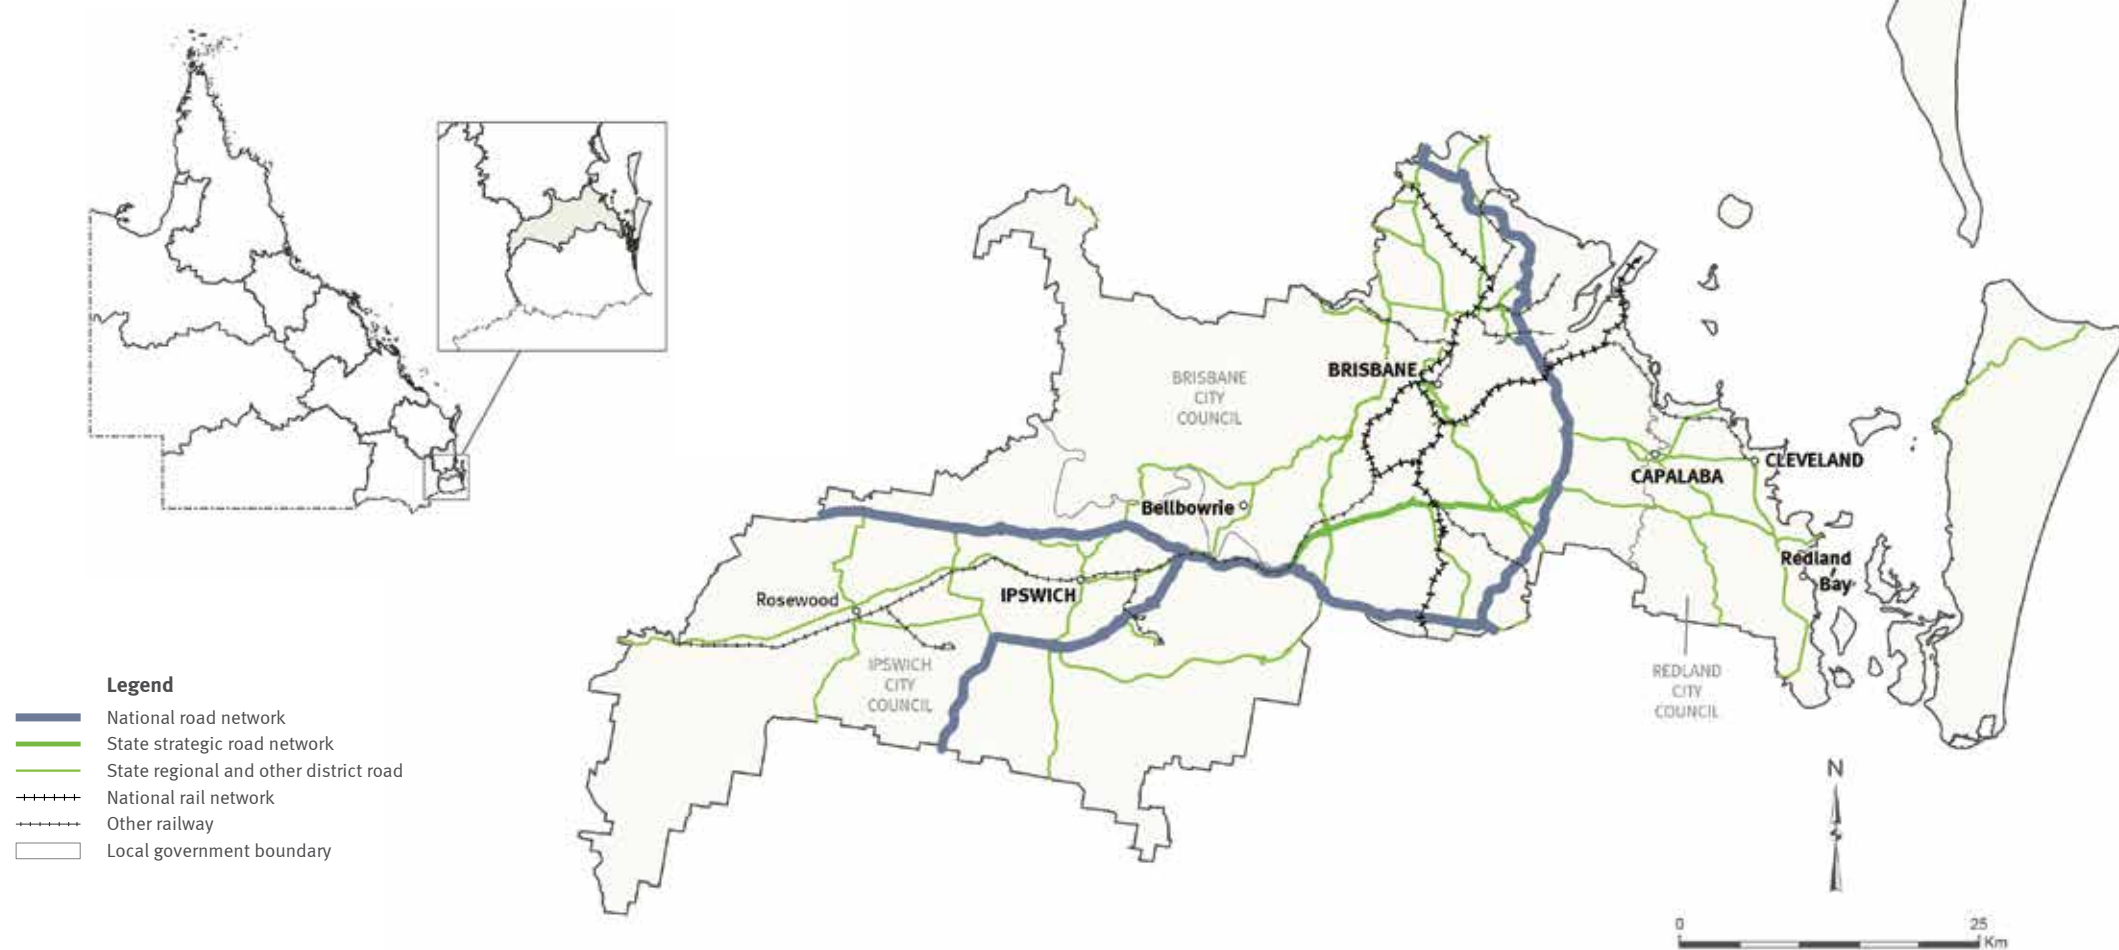 BRISBANE
CITY
COUNCIL
BRISBANE
CLEVELAND
CAPALABA
Bellbowrie
Redland
Bay
IPSWICH
Rosewood
IPSWICH
CITY
COUNCIL
REDLAND
CITY
COUNCIL
Legend
National road network
State strategic road network
State regional and other district road
National rail network
Other railway
Local government boundary
N
0 25
Km